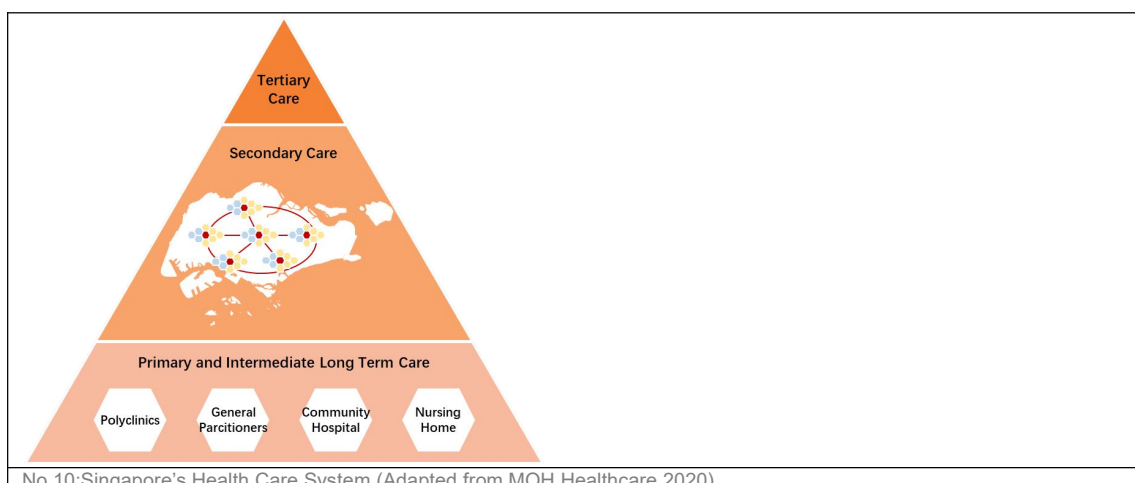 Tertiary
Care
Secondary Care
Primary and Intermediate Long Term Care
Polyclinics
General
Parcitioners
Community
Hospital
Nursing
Home
No.10:Singapore's Health Care System (Adapted from MOH Healthcare 2020)